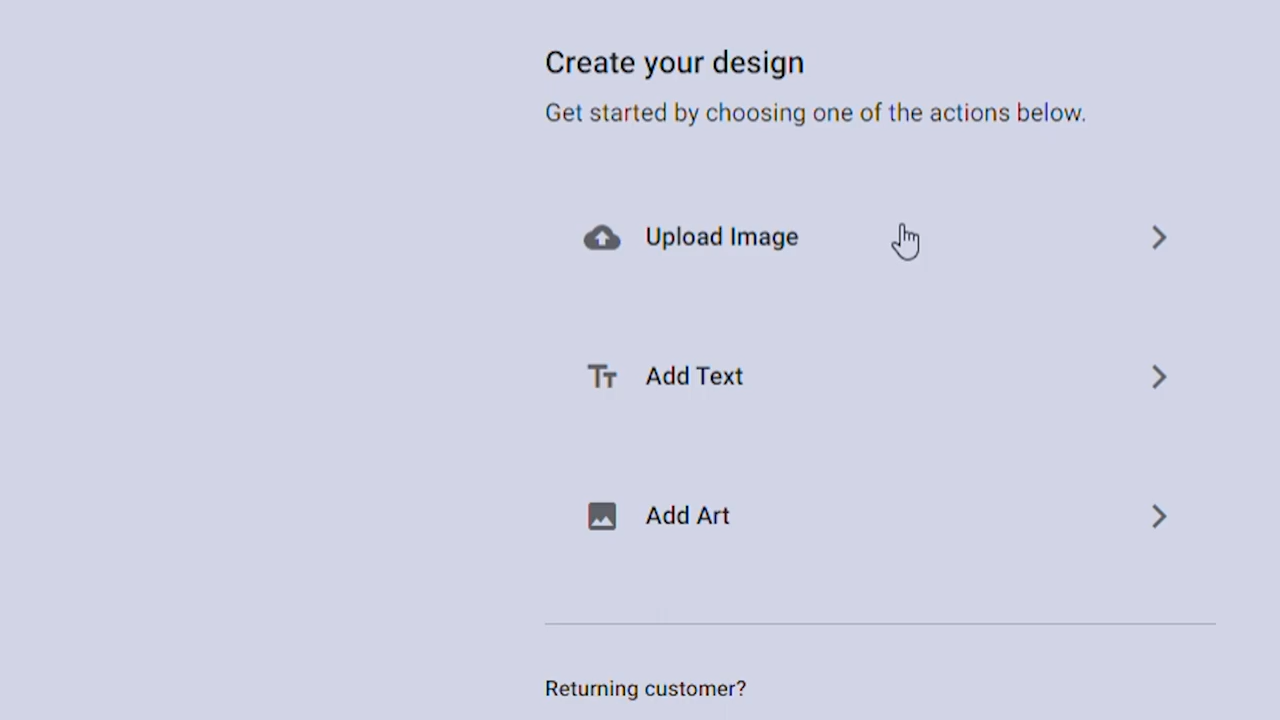 Create your design
Get started by choosing one of the actions below.
Upload Image
Add Text
Add Art
Returning customer?